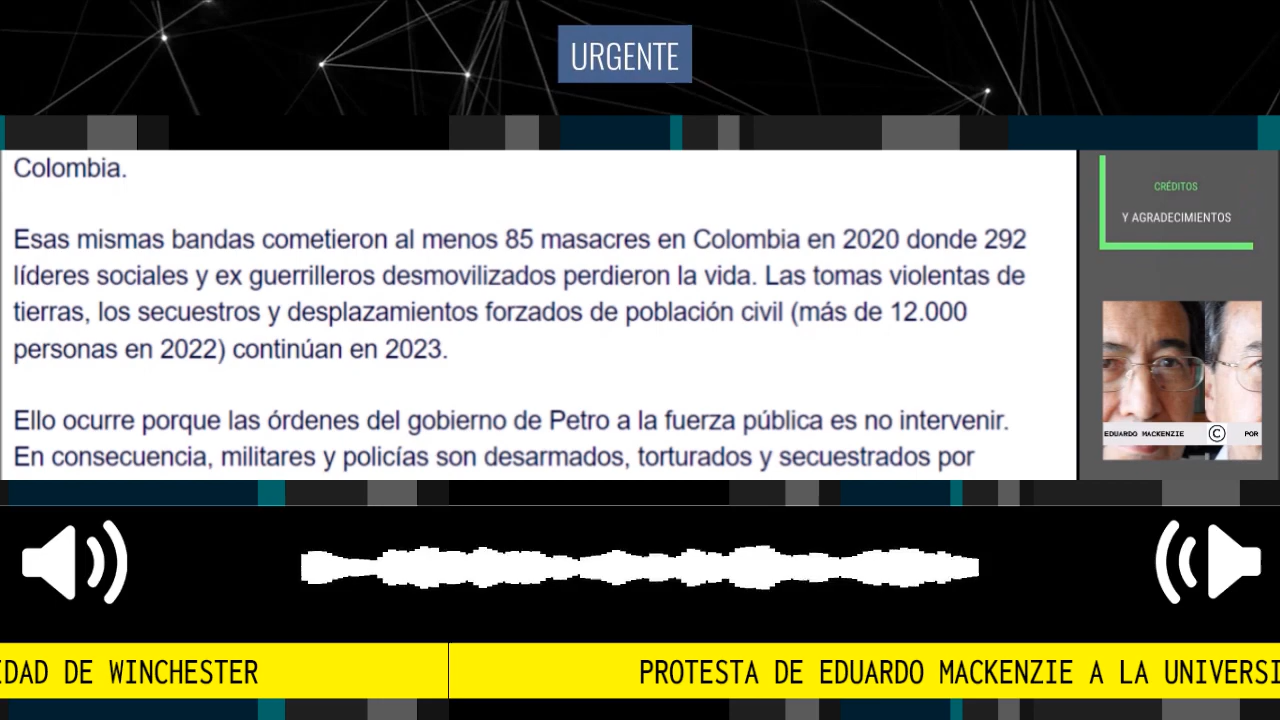 URGENTE
Colombia.
Esas mismas bandas cometieron al menos 85 masacres en Colombia en 2020 donde 292
líderes sociales y ex guerrilleros desmovilizados perdieron la vida. Las tomas violentas de
tierras, los secuestros y desplazamientos forzados de población civil (más de 12.000
personas en 2022) continúan en 2023.
Ello ocurre porque las órdenes del gobierno de Petro a la fuerza pública es no intervenir.
En consecuencia, militares y policías son desarmados, torturados y secuestrados por
CRÉDITOS
Y AGRADECIMIENTOS
EDUARDO MACKENZIE © POR
IDAD DE WINCHESTER
PROTESTA DE EDUARDO MACKENZIE A LA UNIVERSI